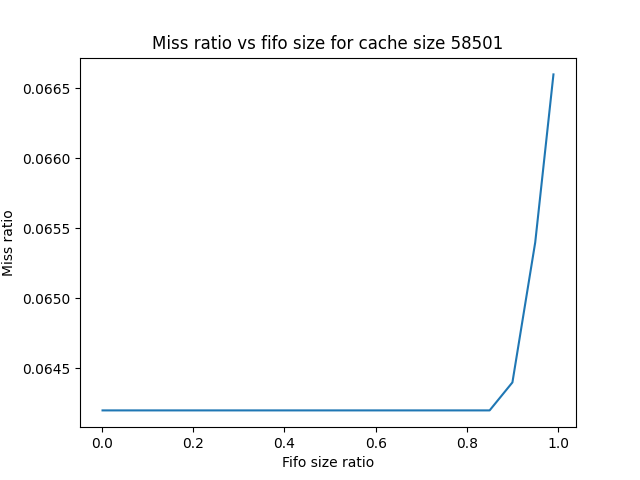 Miss ratio vs fifo size for cache size 58501
0.0665
0.0660
0.0655
0.0650
0.0645
Miss ratio
0.0 0.2 0.4 0.6 0.8 1.0
Fifo size ratio